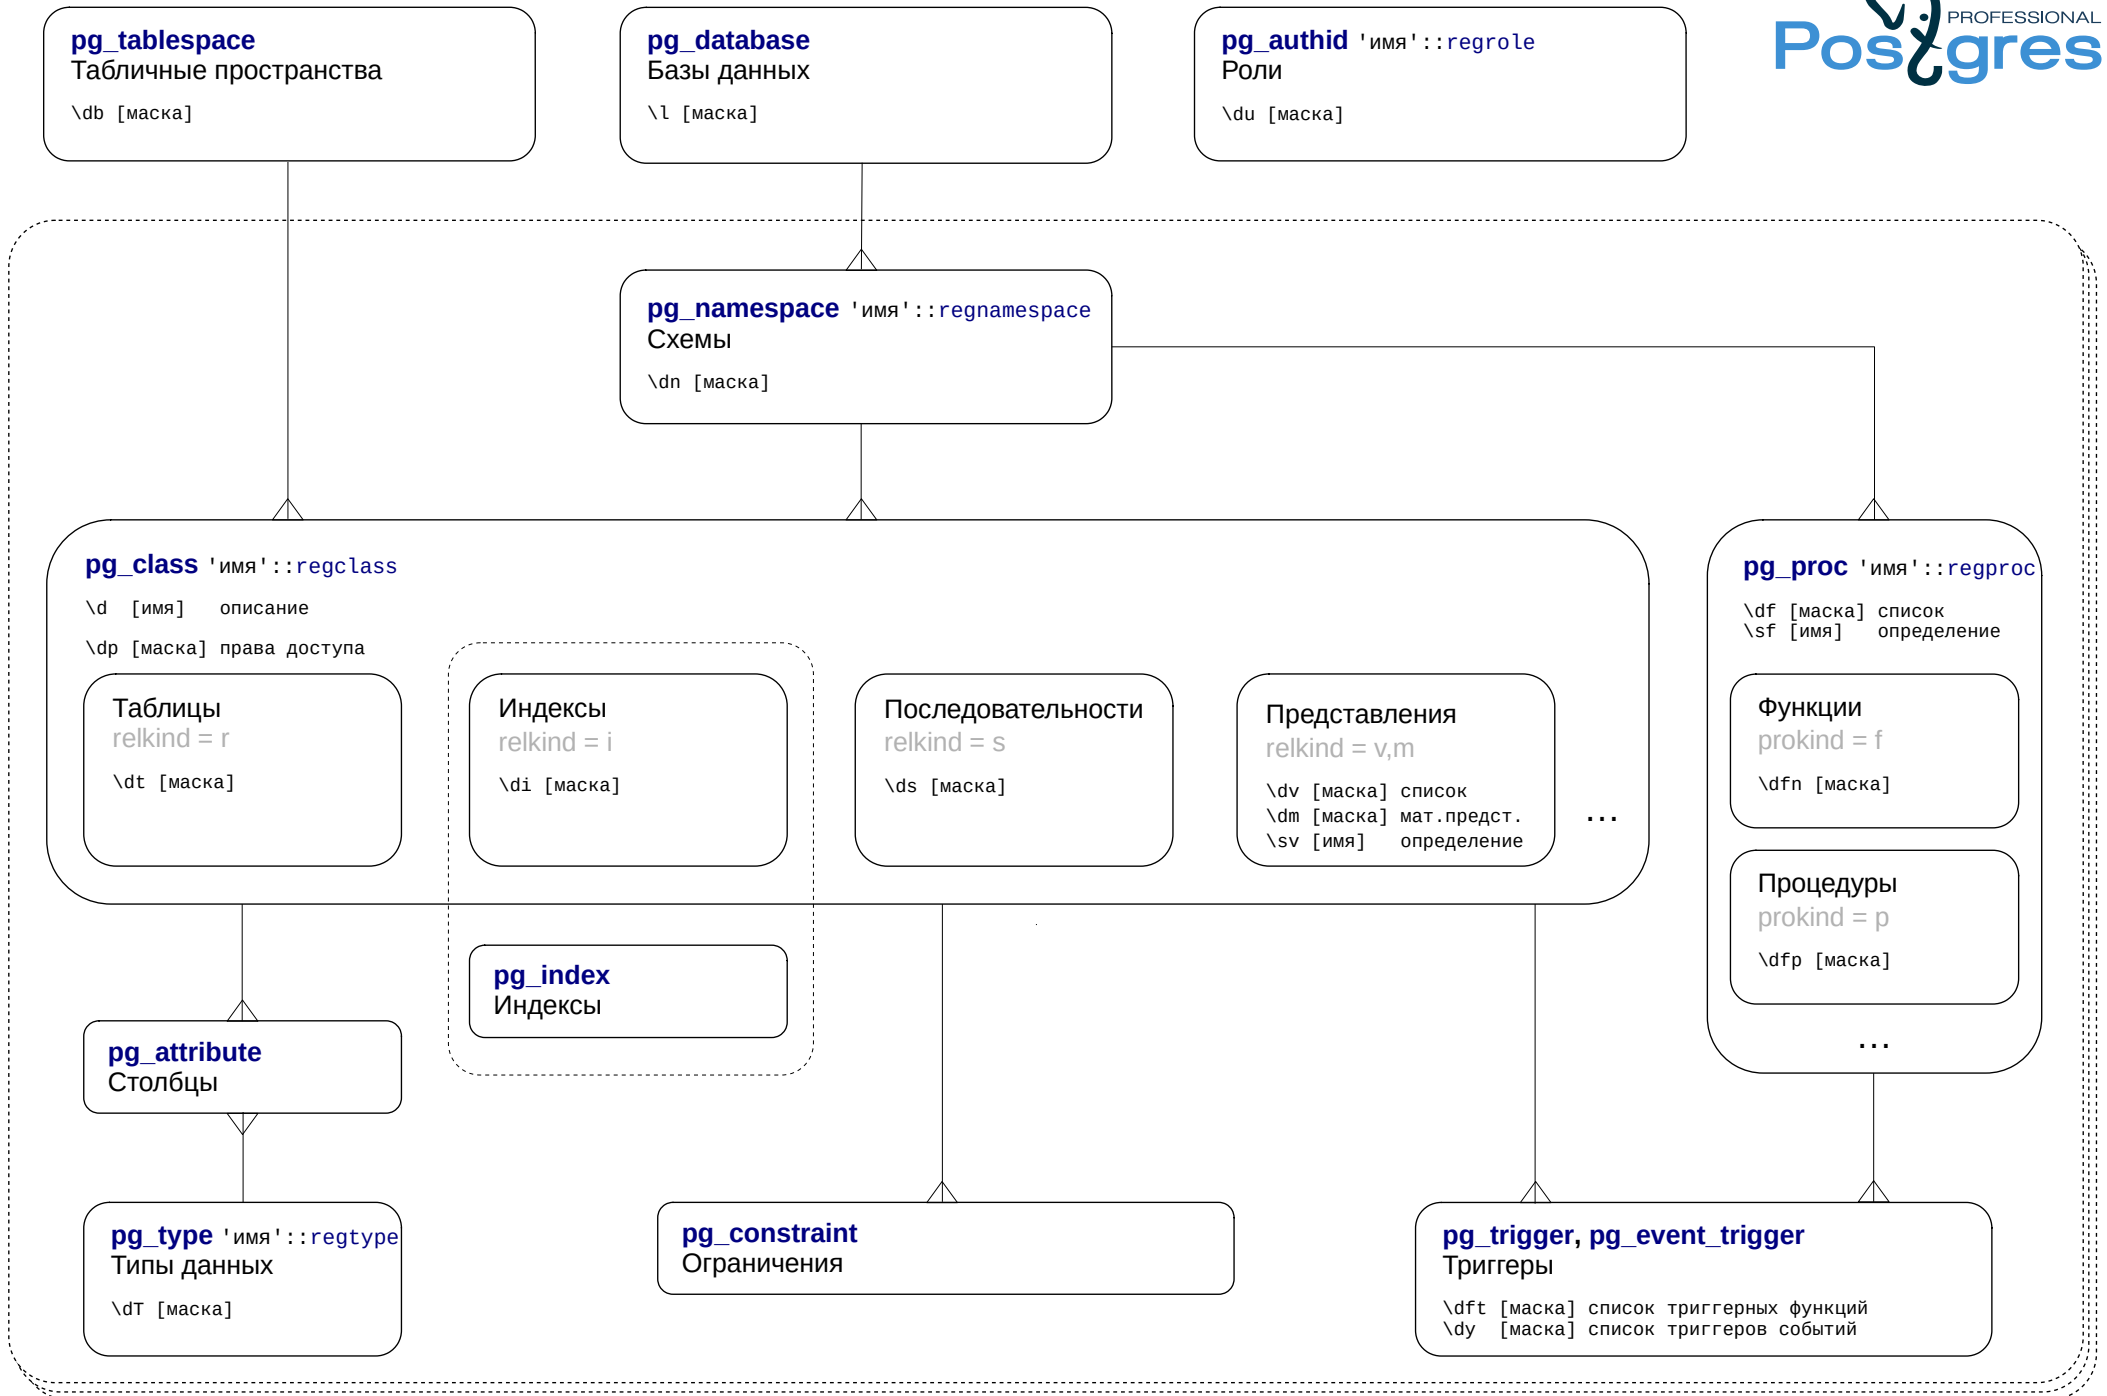 pg_tablespace
Табличные пространства
\db [маска]
pg_database
Базы данных
\l [маска]
pg_authid 'имя'::regrole
Роли
\du [маска]
PROFESSIONAL
Postgres
pg_namespace 'имя'::regnamespace
Схемы
\dn [маска]
pg_class 'имя'::regclass
\d [имя] описание
\dp [маска] права доступа
Таблицы
relkind = r
\dt [маска]
Индексы
relkind = i
\di [маска]
Последовательности
relkind = s
\ds [маска]
Представления
relkind = v,m
\dv [маска] список
\dm [маска] мат.предст.
\sv [имя] определение
...
pg_proc 'имя'::regproc
\df [маска] список
\sf [имя] определение
Функции
prokind = f
\dfn [маска]
Процедуры
prokind = p
\dfp [маска]
...
pg_index
Индексы
pg_attribute
Столбцы
pg_type 'имя'::regtype
Типы данных
\dT [маска]
pg_constraint
Ограничения
pg_trigger, pg_event_trigger
Триггеры
\dft [маска] список триггерных функций
\dy [маска] список триггеров событий